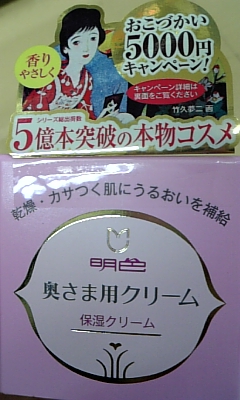 香り
やさしく
おこづかい
5000円
キャンペーン!
キャンペーン詳細は
裏面をご覧ください
竹久夢二 画
シリーズ総出荷数
5億本突破の本物コスメ
乾燥・カサつく肌にうるおいを補給
明色
奥さま用クリーム
保湿クリーム